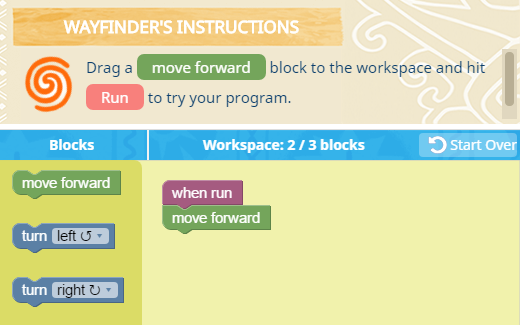 WAYFINDER'S INSTRUCTIONS
Drag a move forward block to the workspace and hit
Run to try your program.
Blocks Workspace: 2 / 3 blocks Start Over
move forward
when run
move forward
turn left ↺
turn right ↻